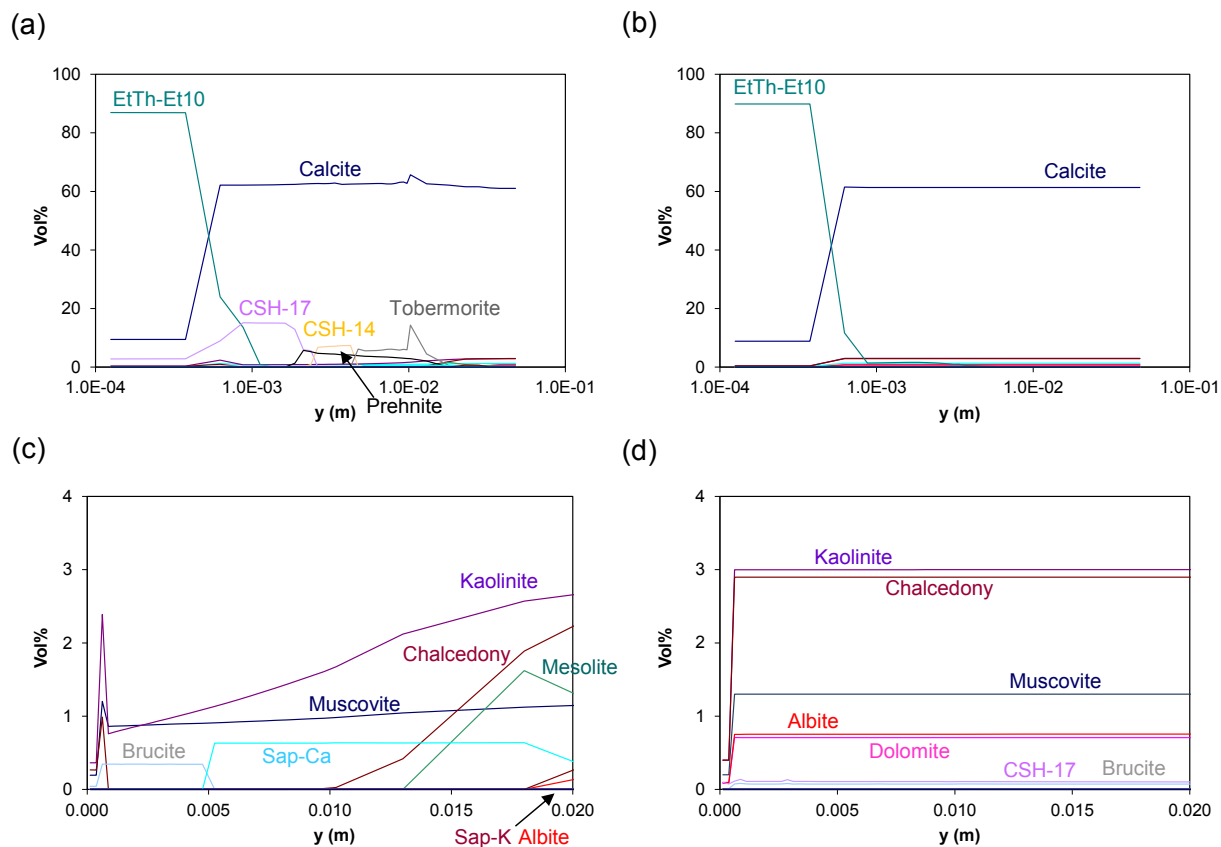 (a)
100
80
60
40
20
0
Vol%
EtTh-Et10
Calcite
CSH-17
CSH-14
Tobermorite
Prehnite
1.0E-04
1.0E-03
1.0E-02
1.0E-01
y (m)
(b)
100
80
60
40
20
0
Vol%
EtTh-Et10
Calcite
1.0E-04
1.0E-03
1.0E-02
1.0E-01
y (m)
(c)
4
3
2
1
0
Vol%
Kaolinite
Chalcedony
Mesolite
Muscovite
Brucite
Sap-Ca
0.000
0.005
0.010
0.015
0.020
y (m)
Sap-K Albite
(d)
4
3
2
1
0
Vol%
Kaolinite
Chalcedony
Muscovite
Albite
Dolomite
CSH-17
Brucite
0.000
0.005
0.010
0.015
0.020
y (m)